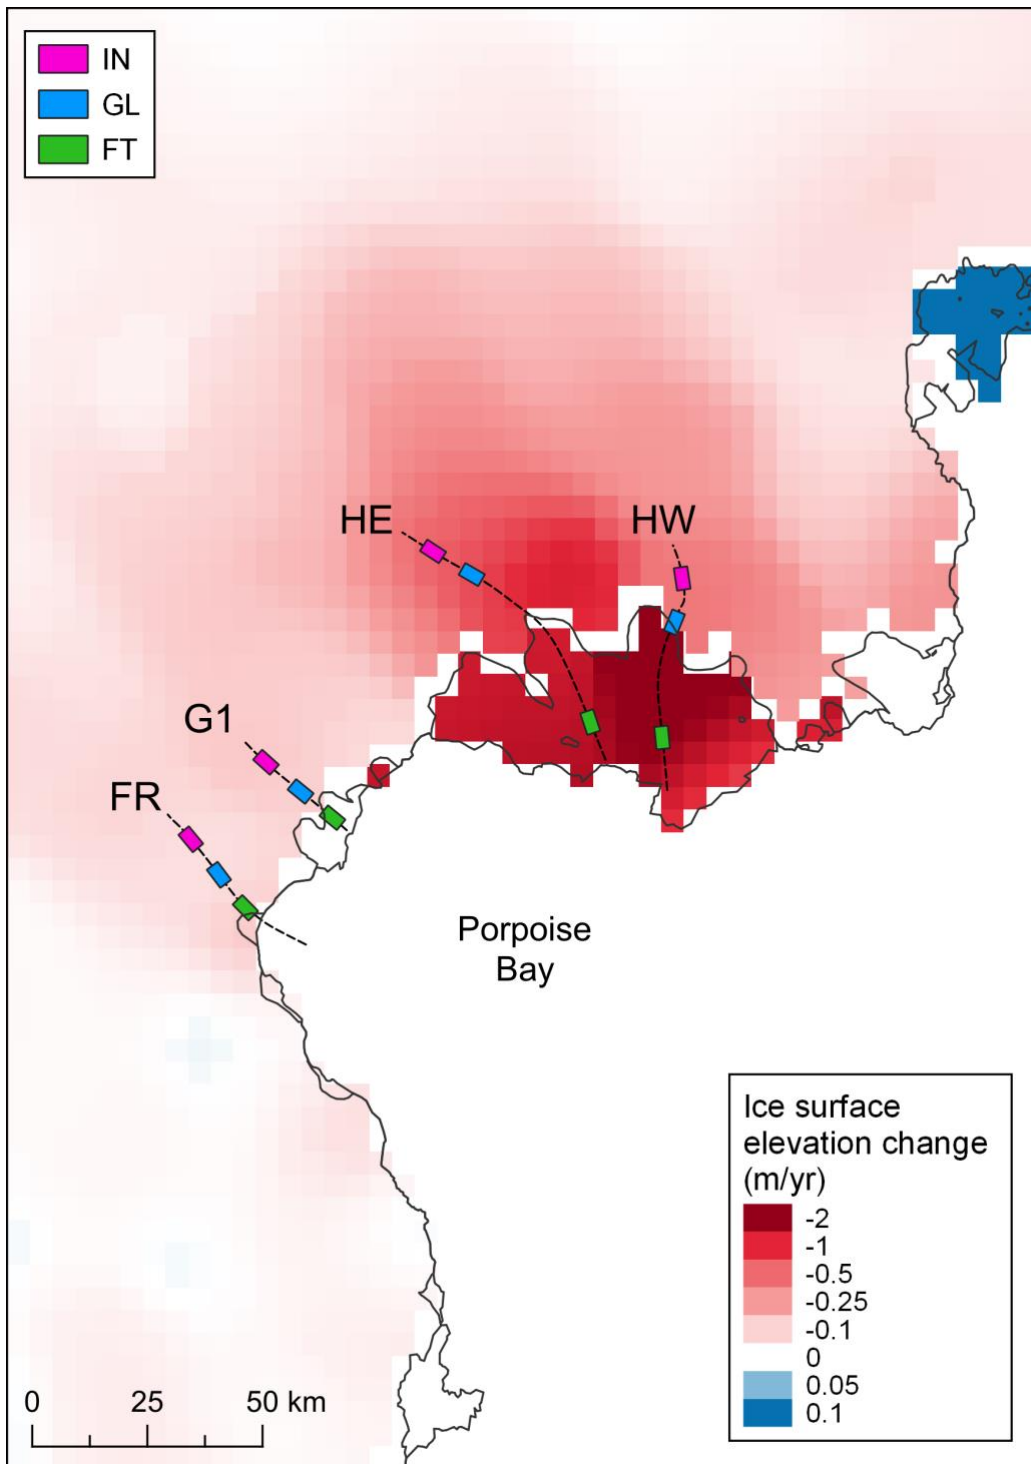 IN
GL
FT
HE
HW
G1
FR
Porpoise
Bay
Ice surface
elevation change
(m/yr)
-2
-1
-0.5
-0.25
-0.1
0
0.05
0.1
0 25 50 km